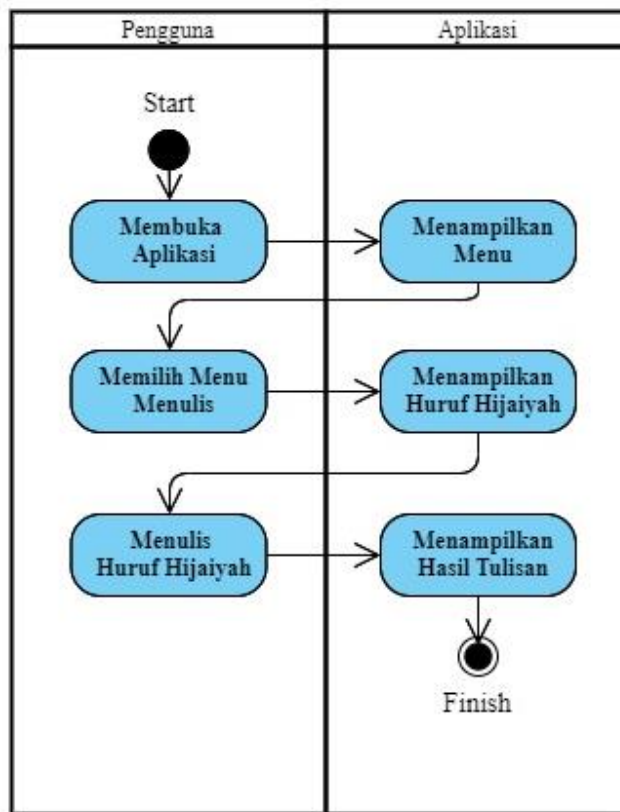 Pengguna
Aplikasi
Start
Membuka
Aplikasi
Menampilkan
Menu
Memilih Menu
Menulis
Menampilkan
Huruf Hijaiyah
Menulis
Huruf Hijaiyah
Menampilkan
Hasil Tulisan
Finish